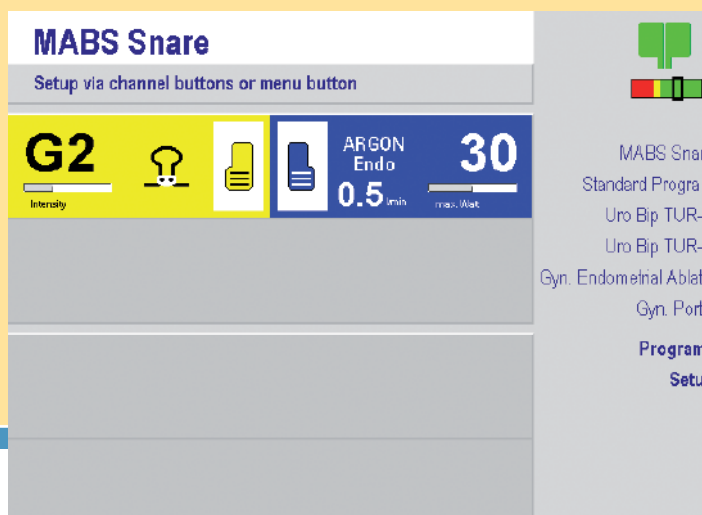 MABS Snare
Setup via channel buttons or menu button
G2
Intensity
ARGON
Endo
0.5 l/min
30
max. Watt
MABS Snar
Standard Progra
Uro Bip TUR-
Uro Bip TUR-
Gyn. Endometrial Ablat
Gyn. Port
Program
Setu